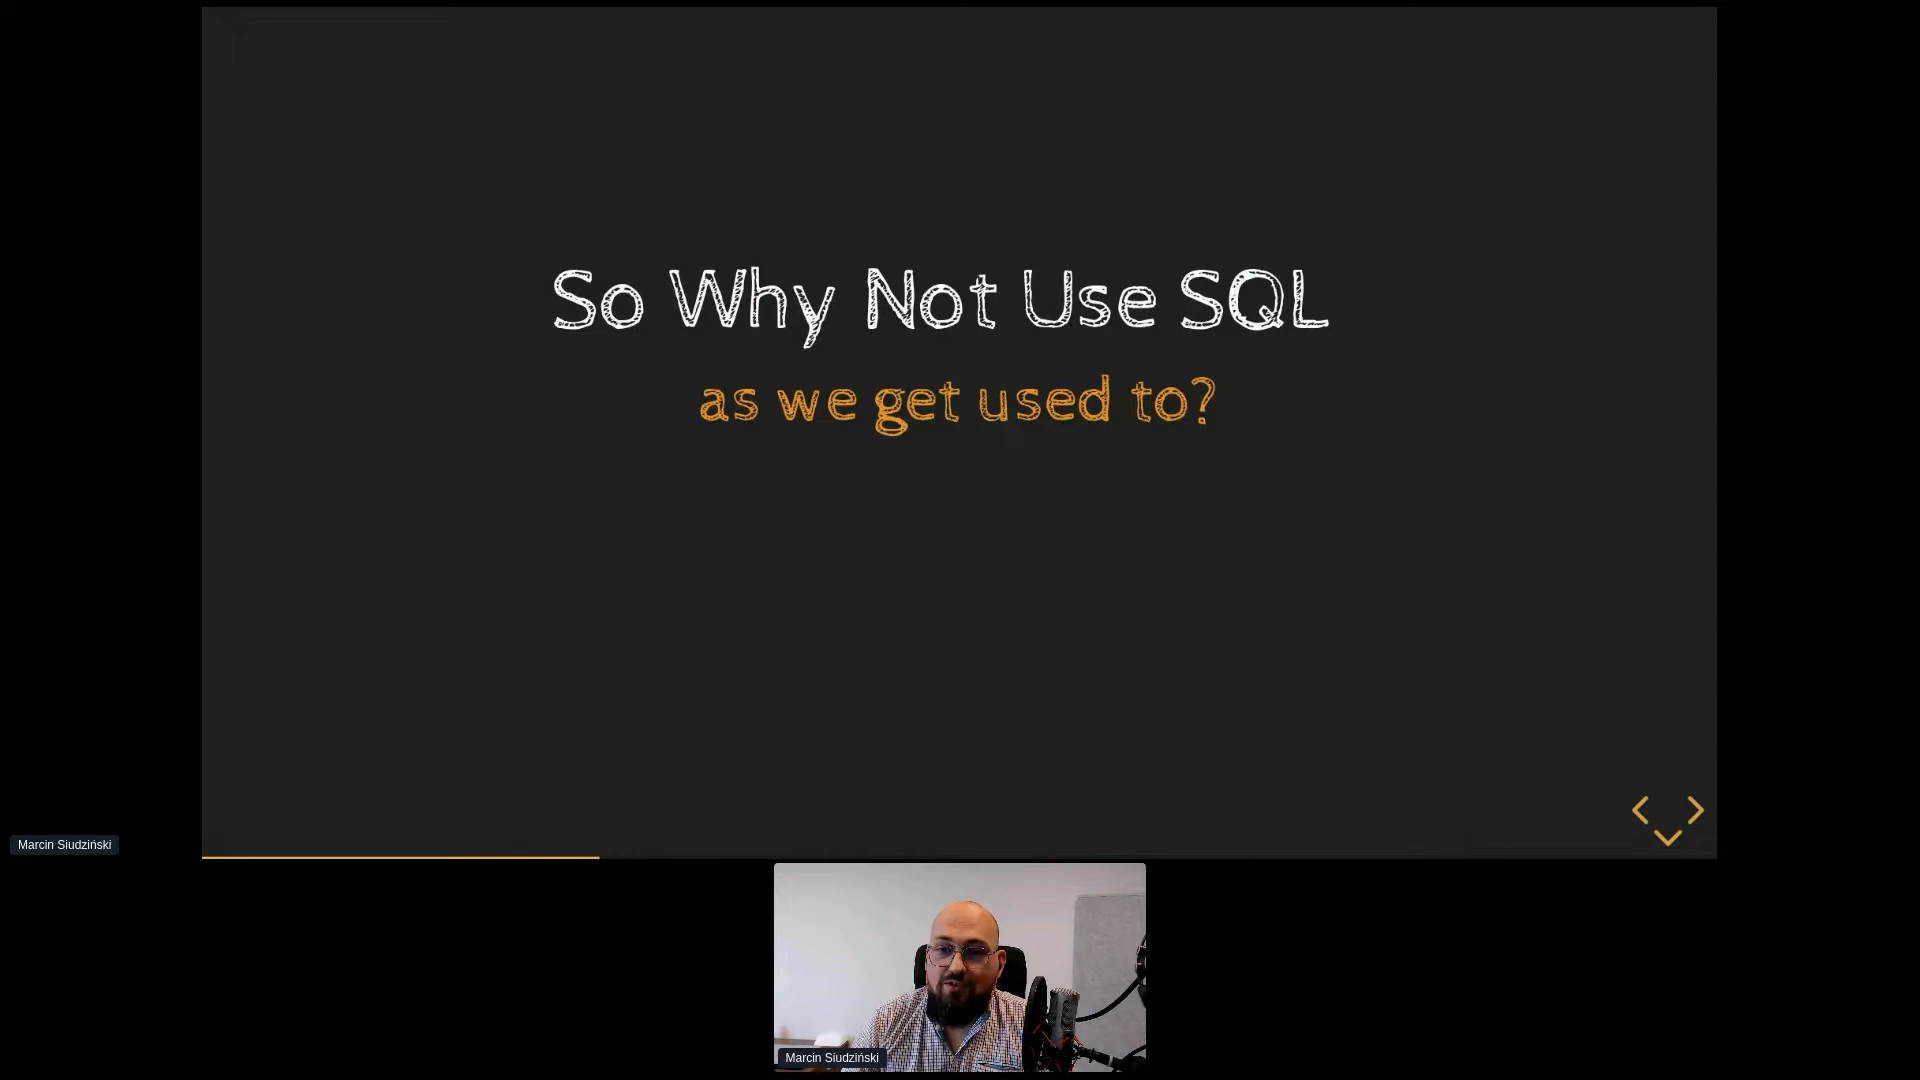 So Why Not Use SQL
as we get used to?
Marcin Siudziński
Marcin Siudziński